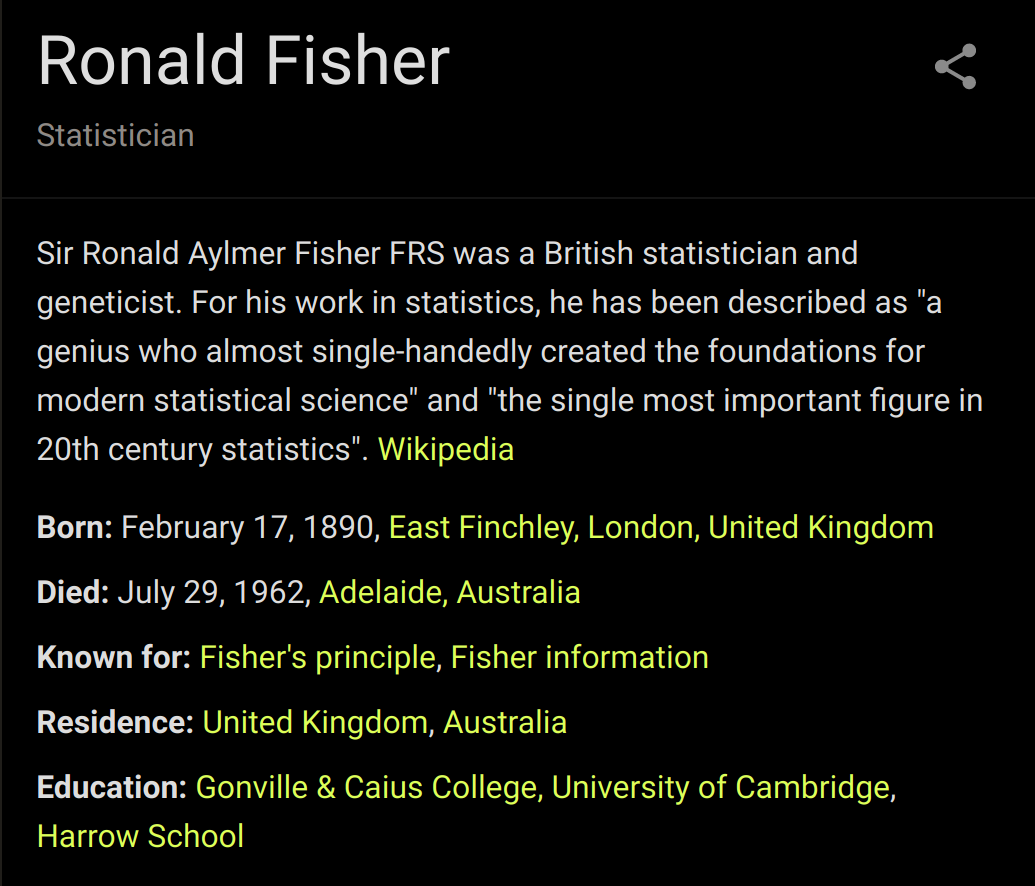 Ronald Fisher
Statistician
Sir Ronald Aylmer Fisher FRS was a British statistician and
geneticist. For his work in statistics, he has been described as "a
genius who almost single-handedly created the foundations for
modern statistical science" and "the single most important figure in
20th century statistics". Wikipedia
Born: February 17, 1890, East Finchley, London, United Kingdom
Died: July 29, 1962, Adelaide, Australia
Known for: Fisher's principle, Fisher information
Residence: United Kingdom, Australia
Education: Gonville & Caius College, University of Cambridge,
Harrow School